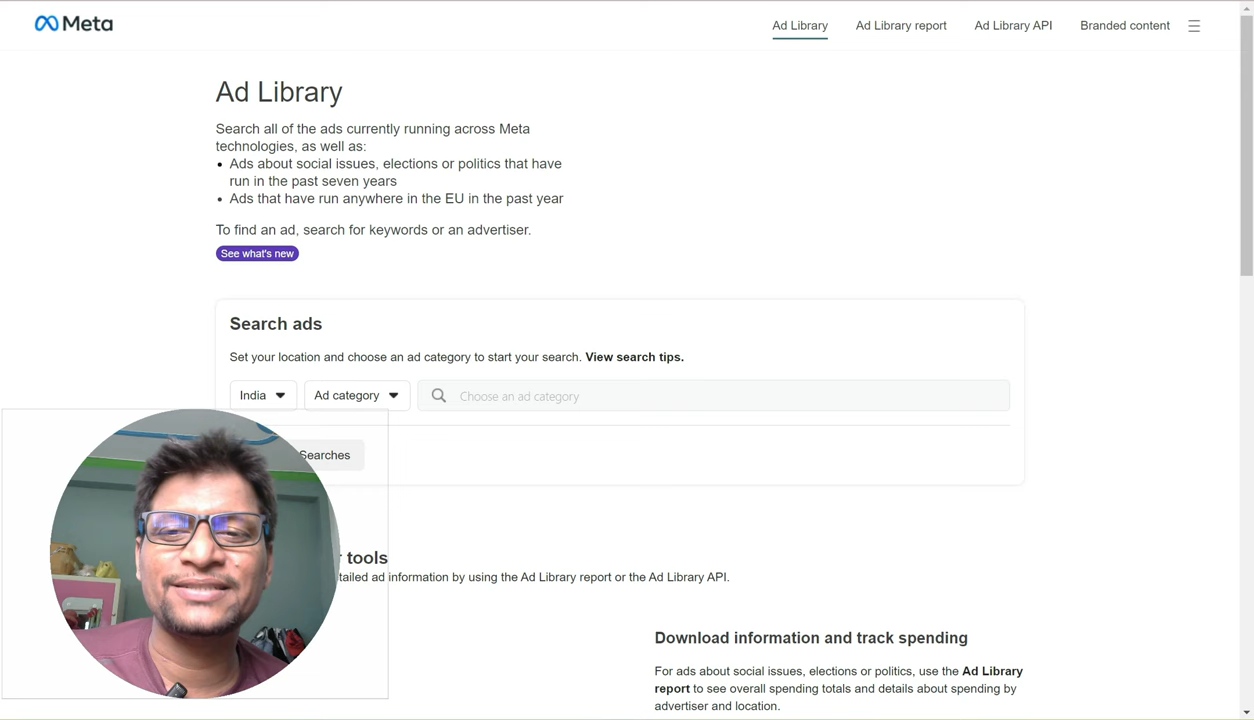 Meta
Ad Library
Ad Library report
Ad Library API
Branded content
Ad Library
Search all of the ads currently running across Meta
technologies, as well as:
Ads about social issues, elections or politics that have
run in the past seven years
Ads that have run anywhere in the EU in the past year
To find an ad, search for keywords or an advertiser.
See what's new
Search ads
Set your location and choose an ad category to start your search. View search tips.
India
Ad category
Choose an ad category
Searches
tools
information by using the Ad Library report or the Ad Library API.
Download information and track spending
For ads about social issues, elections or politics, use the Ad Library
report to see overall spending totals and details about spending by
advertiser and location.